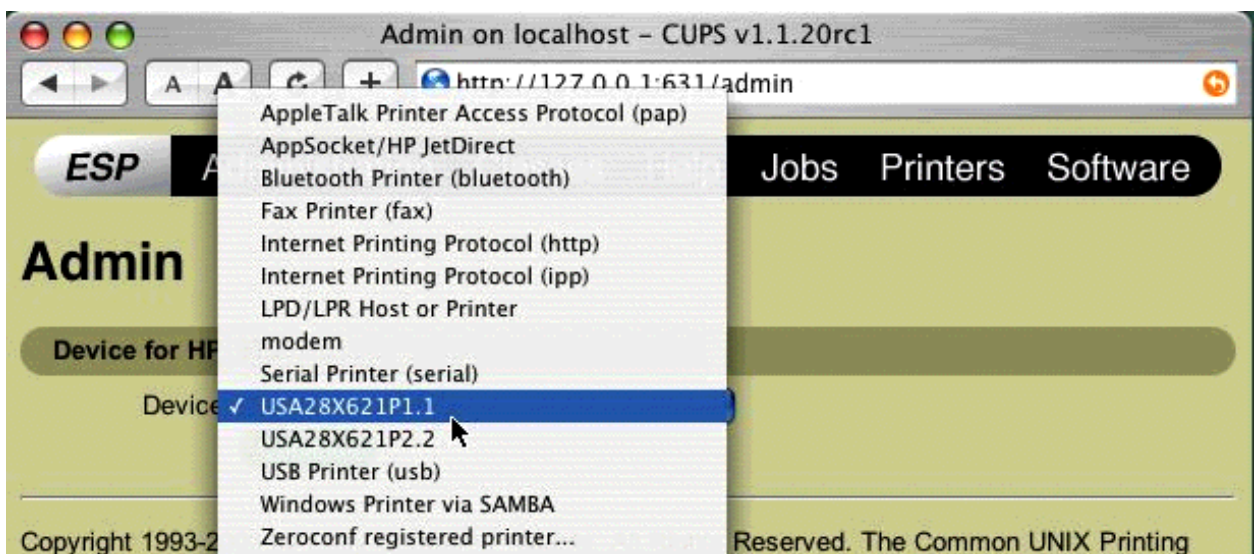 Admin on localhost – CUPS v1.1.20rc1
A A + http://127.0.0.1:631/admin
ESP Jobs Printers Software
Admin
Device for HP
Device
AppleTalk Printer Access Protocol (pap)
AppSocket/HP JetDirect
Bluetooth Printer (bluetooth)
Fax Printer (fax)
Internet Printing Protocol (http)
Internet Printing Protocol (ipp)
LPD/LPR Host or Printer
modem
Serial Printer (serial)
✓ USA28X621P1.1
USA28X621P2.2
USB Printer (usb)
Windows Printer via SAMBA
Zeroconf registered printer...
Copyright 1993-2 Reserved. The Common UNIX Printing